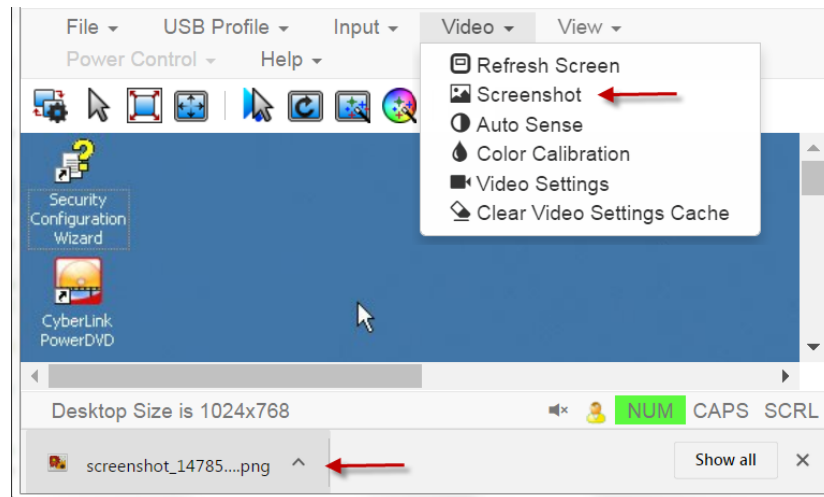 File USB Profile Input Video View
Power Control Help
Refresh Screen
Screenshot
Auto Sense
Color Calibration
Video Settings
Clear Video Settings Cache
Security
Configuration
Wizard
CyberLink
PowerDVD
Desktop Size is 1024x768 NUM CAPS SCRL
screenshot_14785....png Show all